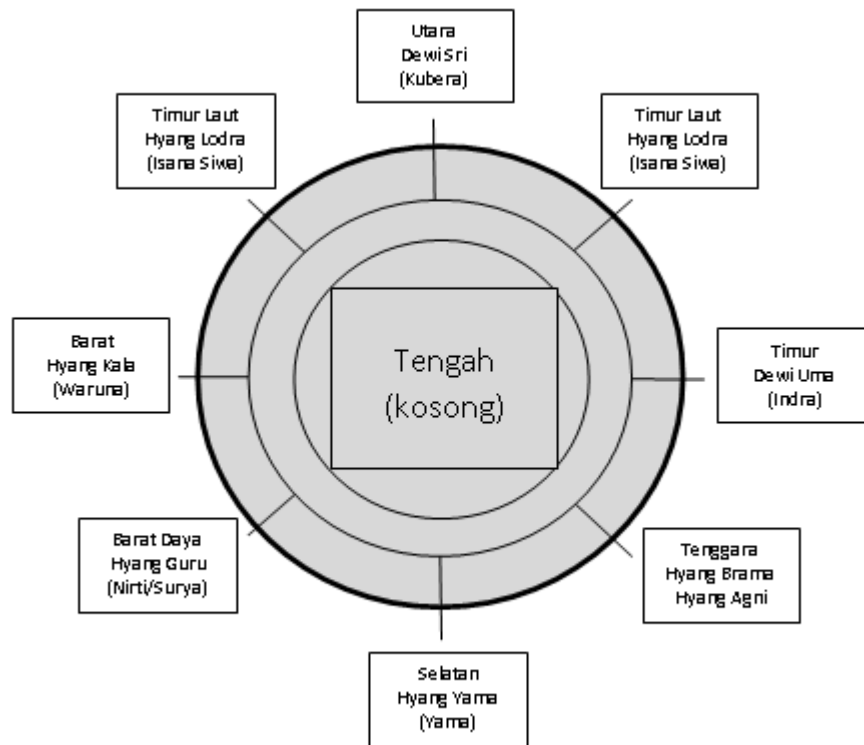 Utara
Dewi Sri
(Kubera)
Timur Laut
Hyang Lodra
(Isana Siwa)
Timur Laut
Hyang Lodra
(Isana Siwa)
Barat
Hyang Kala
(Waruna)
Tengah
(kosong)
Timur
Dewi Uma
(Indra)
Barat Daya
Hyang Guru
(Nirti/Surya)
Tenggara
Hyang Brama
Hyang Agni
Selatan
Hyang Yama
(Yama)